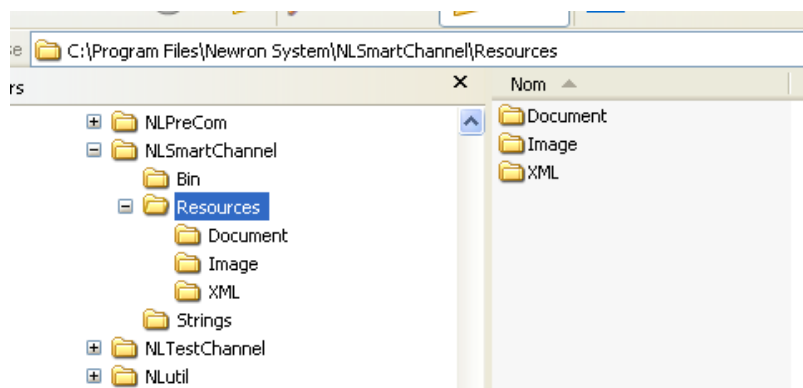 se C:\Program Files\Newron System\NLSmartChannel\Resources
rs
Nom
NLPreCom
NLSmartChannel
Bin
Resources
Document
Image
XML
Strings
NLTestChannel
NLutil
Document
Image
XML